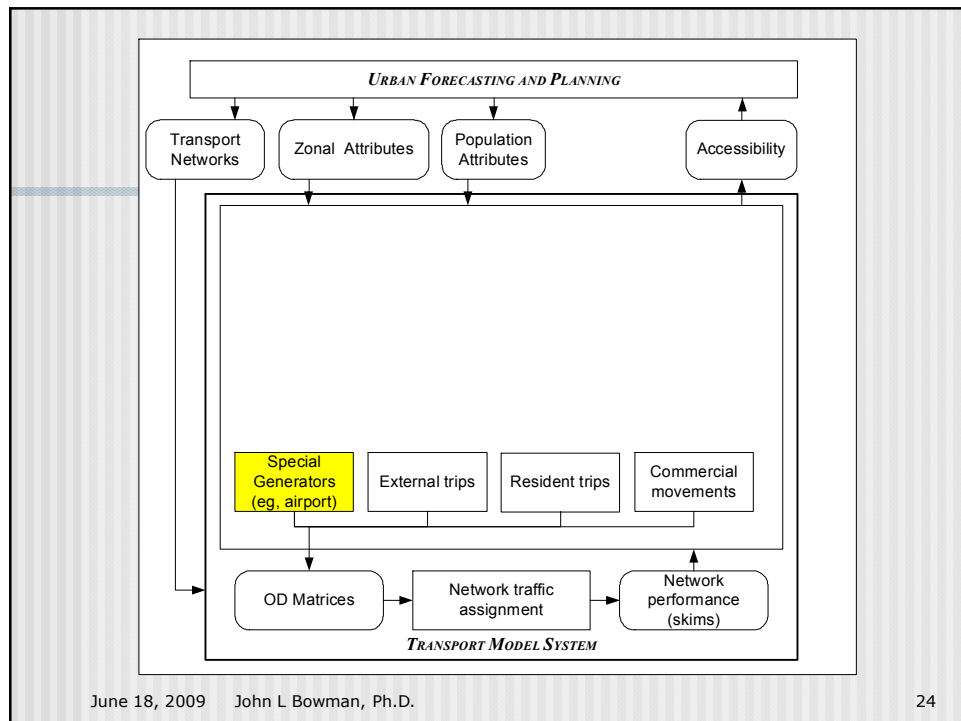 URBAN FORECASTING AND PLANNING
Transport
Networks
Zonal Attributes
Population
Attributes
Accessibility
Special
Generators
(eg, airport)
External trips
Resident trips
Commercial
movements
OD Matrices
Network traffic
assignment
Network
performance
(skims)
TRANSPORT MODEL SYSTEM
June 18, 2009 John L Bowman, Ph.D. 24